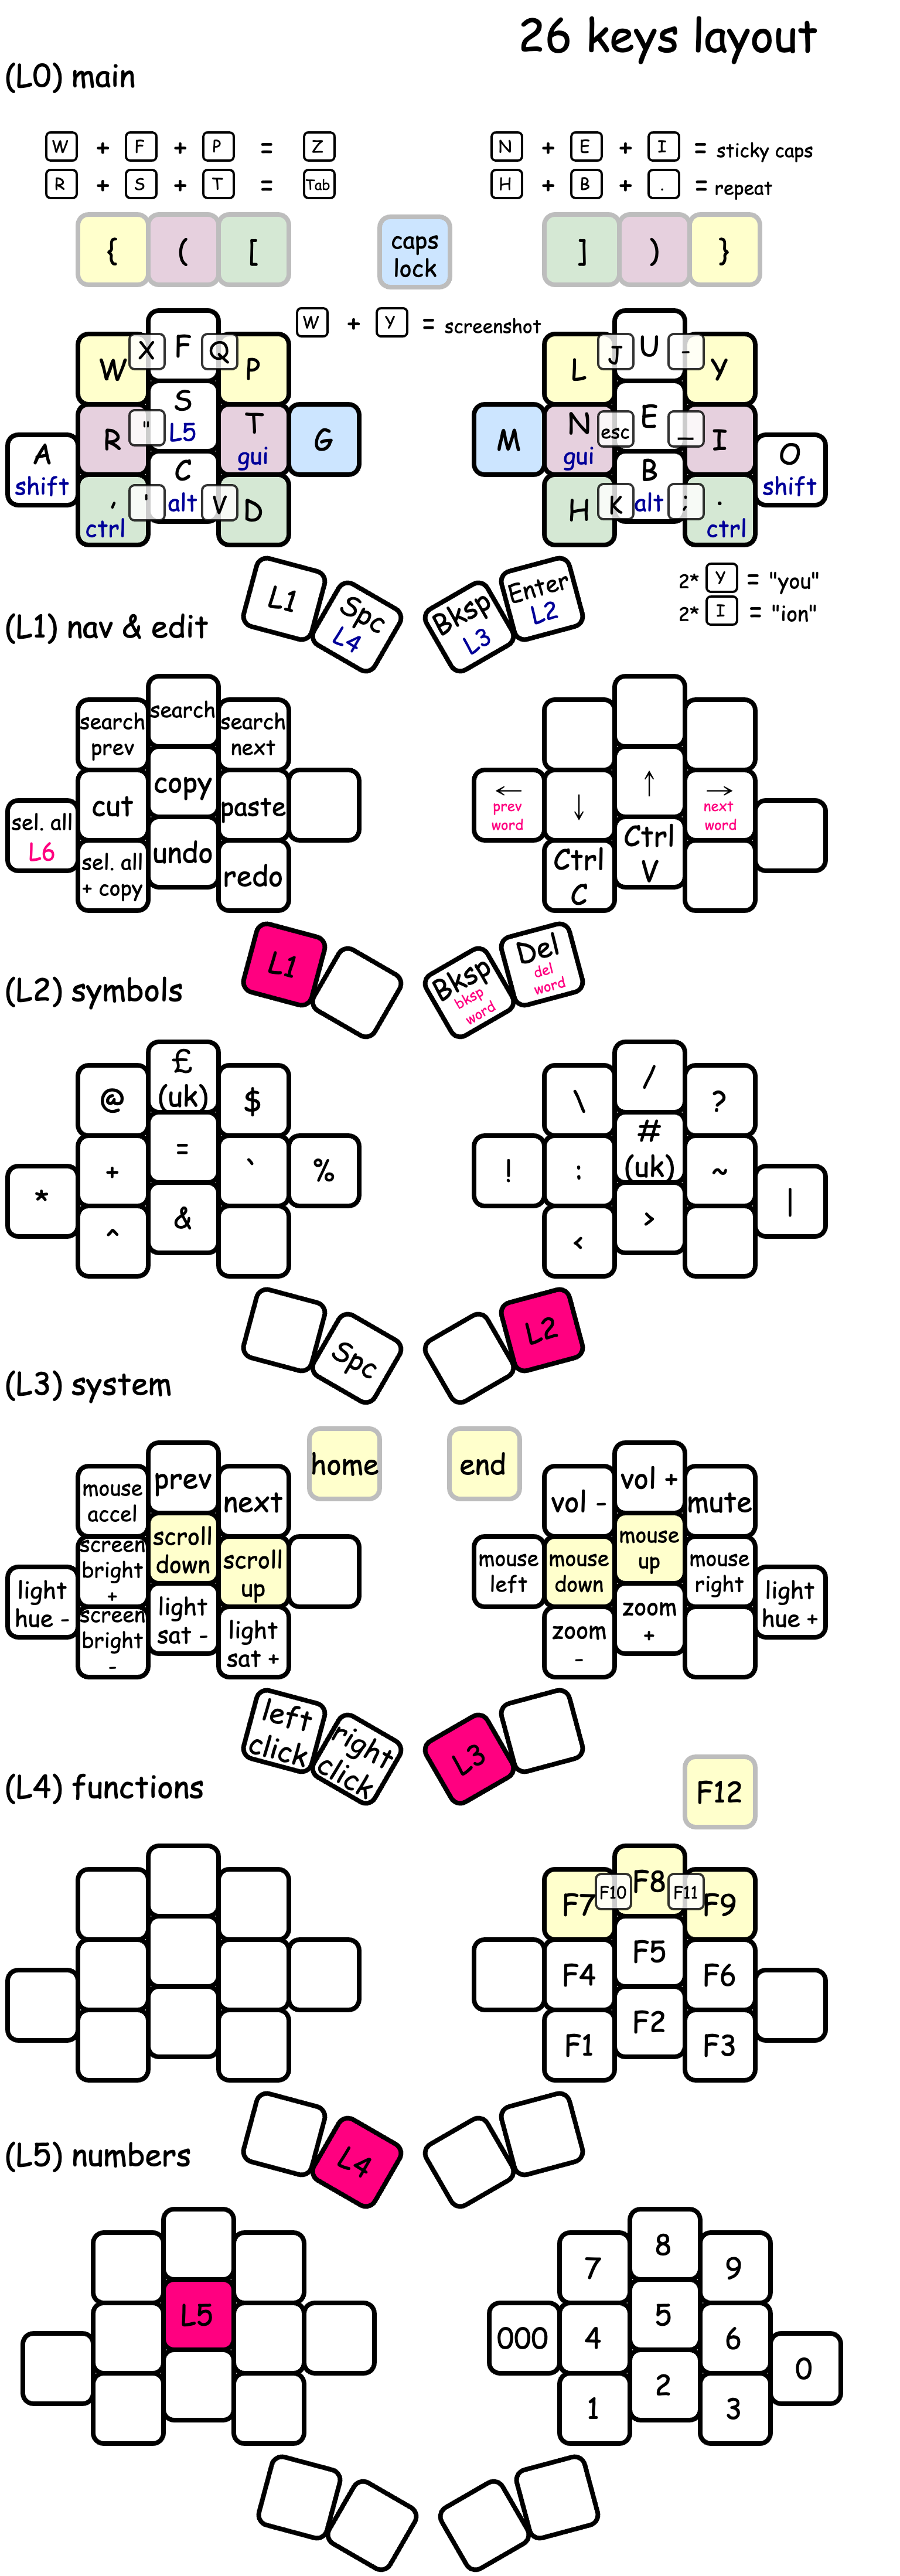 26 keys layout
(L0) main
W + F + P = Z
N + E + I = sticky caps
R + S + T = Tab
H + B + . = repeat
{ ( [
caps
lock
] ) }
W + Y = screenshot
W X F Q P
L J U - Y
A
shift
R " S
L5
T
gui
G
M
N
gui
esc E _ I
O
shift
,
ctrl
' C
alt
V D
H K B
alt
; .
ctrl
L1
Spc
L4
Bksp
L3
Enter
L2
2* Y = "you"
2* I = "ion"
(L1) nav & edit
search
prev
search
search
next
sel. all
L6
cut
copy
paste
sel. all
+ copy
undo
redo
←
prev
word
↓
↑
→
next
word
Ctrl
C
Ctrl
V
L1
Bksp
bksp
word
Del
del
word
(L2) symbols
@
£
(uk)
$
\ / ?
* + = ` %
! :
#
(uk)
~ |
^ &
< >
Spc
L2
(L3) system
home
end
mouse
accel
prev
next
vol -
vol +
mute
light
hue -
screen
bright
+
scroll
down
scroll
up
mouse
left
mouse
down
mouse
up
mouse
right
light
hue +
screen
bright
-
light
sat -
light
sat +
zoom
-
zoom
+
left
click
right
click
L3
(L4) functions
F12
F7 F10 F8 F11 F9
F4 F5 F6
F1 F2 F3
L4
(L5) numbers
7 8 9
L5
000 4 5 6 0
1 2 3